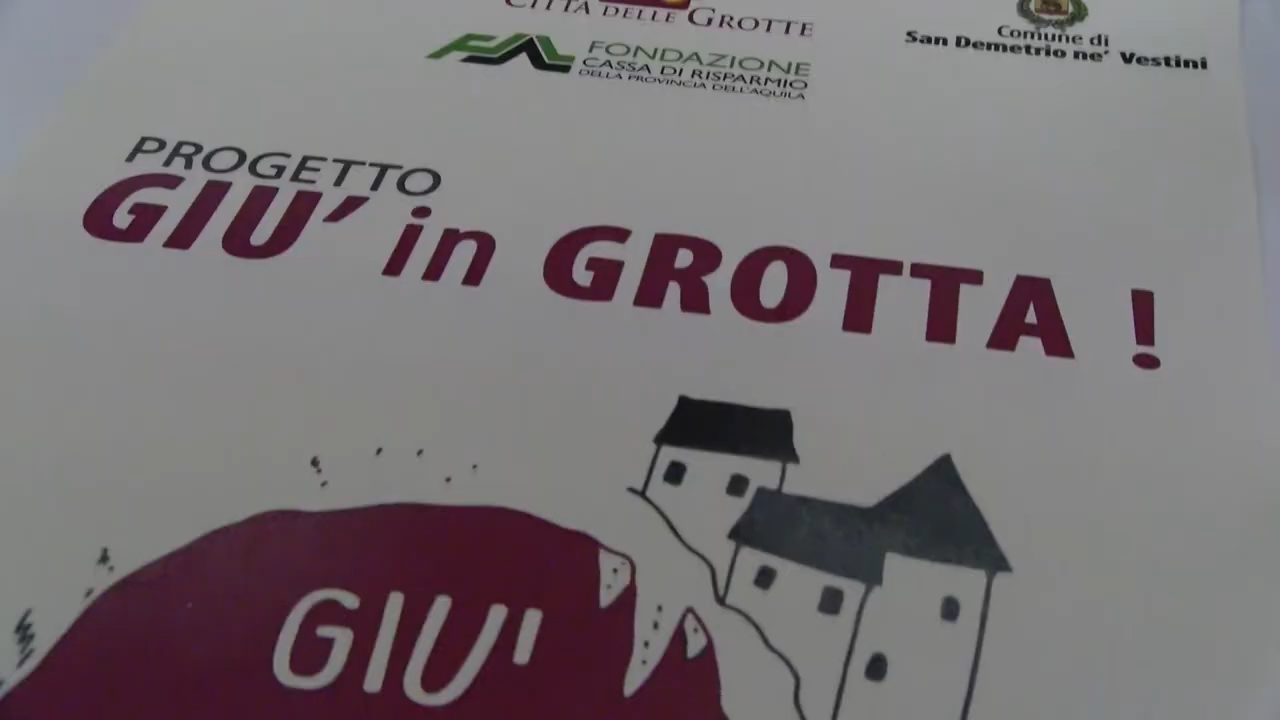 CITTÀ DELLE GROTTE
FONDAZIONE
CASSA DI RISPARMIO
DELLA PROVINCIA DELL'AQUILA
Comune di
San Demetrio ne' Vestini
PROGETTO
GIU' in GROTTA !
GIU'